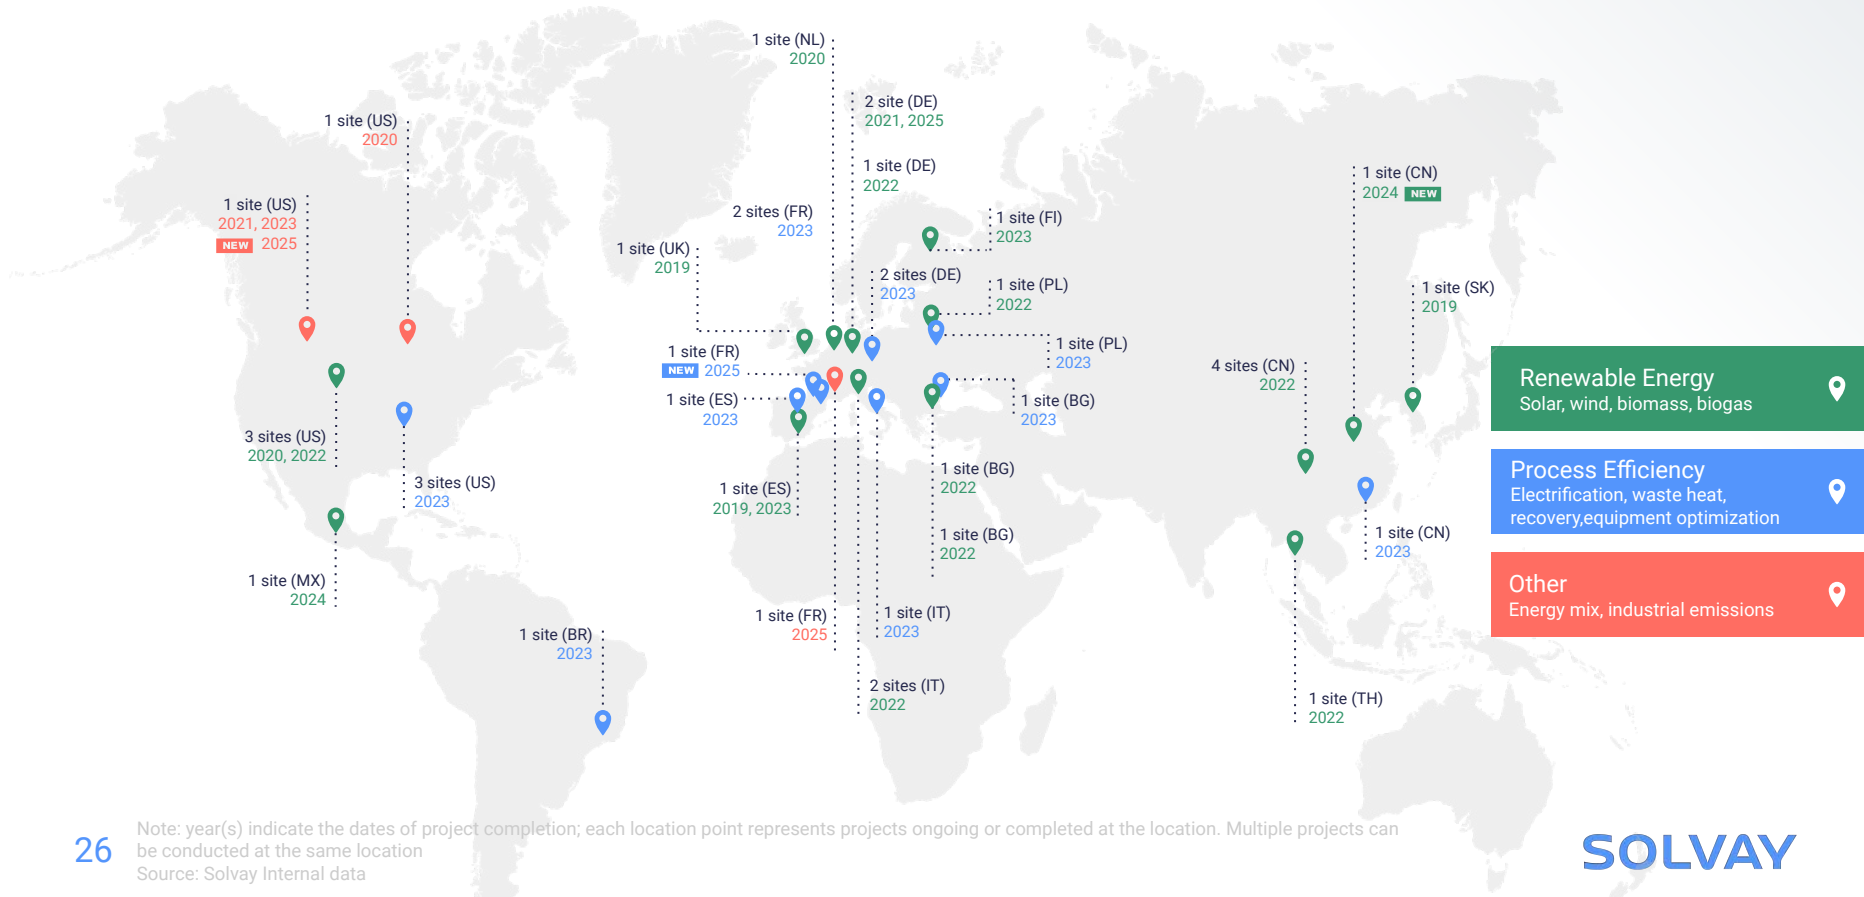 1 site (NL)
2020
2 site (DE)
2021, 2025
1 site (US)
2020
1 site (DE)
2022
1 site (CN)
2024 NEW
1 site (US)
2021, 2023
NEW 2025
2 sites (FR)
2023
1 site (FI)
2023
1 site (UK)
2019
2 sites (DE)
2023
1 site (PL)
2022
1 site (SK)
2019
1 site (PL)
2023
1 site (FR)
NEW 2025
4 sites (CN)
2022
1 site (ES)
2023
1 site (BG)
2023
3 sites (US)
2020, 2022
1 site (BG)
2022
3 sites (US)
2023
1 site (ES)
2019, 2023
1 site (BG)
2022
1 site (CN)
2023
1 site (MX)
2024
1 site (FR)
2025
1 site (IT)
2023
1 site (BR)
2023
2 sites (IT)
2022
1 site (TH)
2022
Renewable Energy
Solar, wind, biomass, biogas
Process Efficiency
Electrification, waste heat,
recovery,equipment optimization
Other
Energy mix, industrial emissions
26
Note: year(s) indicate the dates of project completion; each location point represents projects ongoing or completed at the location. Multiple projects can
be conducted at the same location
Source: Solvay Internal data
SOLVAY